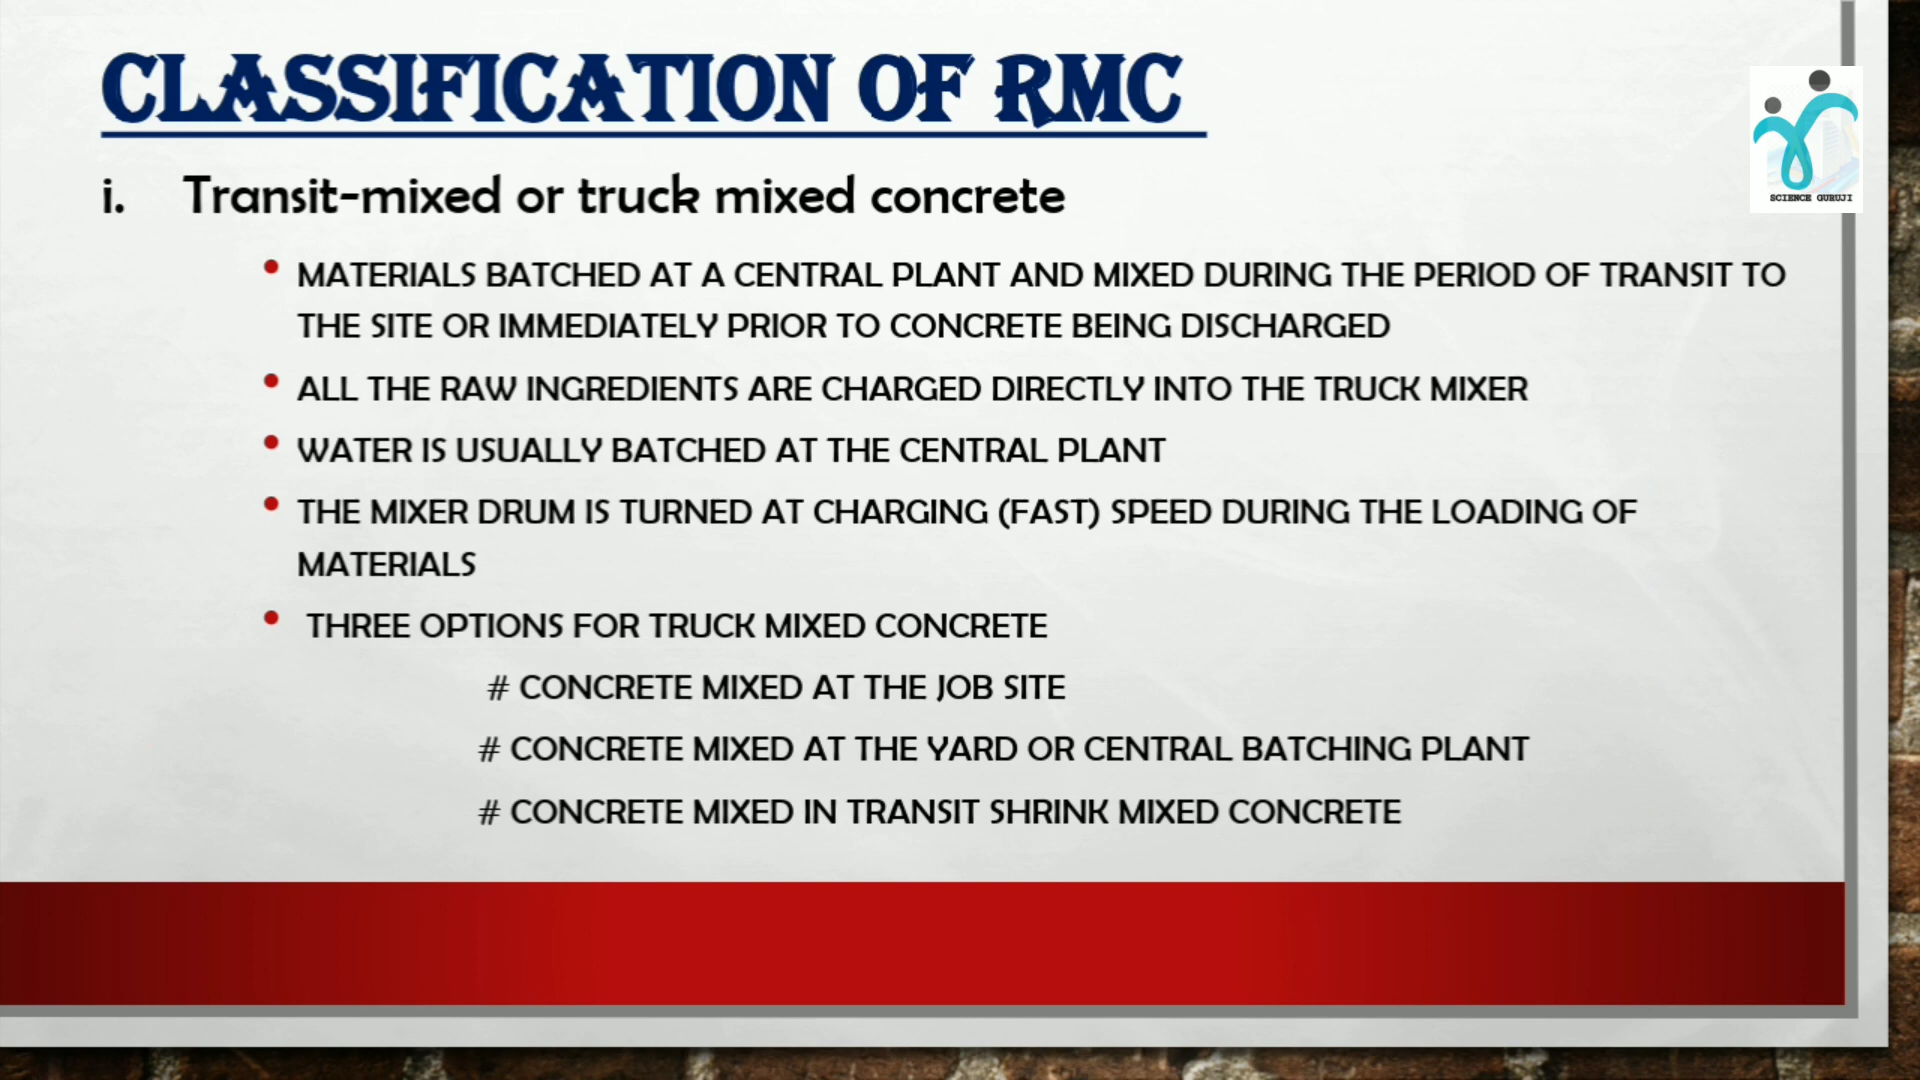 CLASSIFICATION OF RMC
SCIENCE GURUJI
i. Transit-mixed or truck mixed concrete
• MATERIALS BATCHED AT A CENTRAL PLANT AND MIXED DURING THE PERIOD OF TRANSIT TO
THE SITE OR IMMEDIATELY PRIOR TO CONCRETE BEING DISCHARGED
• ALL THE RAW INGREDIENTS ARE CHARGED DIRECTLY INTO THE TRUCK MIXER
• WATER IS USUALLY BATCHED AT THE CENTRAL PLANT
• THE MIXER DRUM IS TURNED AT CHARGING (FAST) SPEED DURING THE LOADING OF
MATERIALS
• THREE OPTIONS FOR TRUCK MIXED CONCRETE
# CONCRETE MIXED AT THE JOB SITE
# CONCRETE MIXED AT THE YARD OR CENTRAL BATCHING PLANT
# CONCRETE MIXED IN TRANSIT SHRINK MIXED CONCRETE